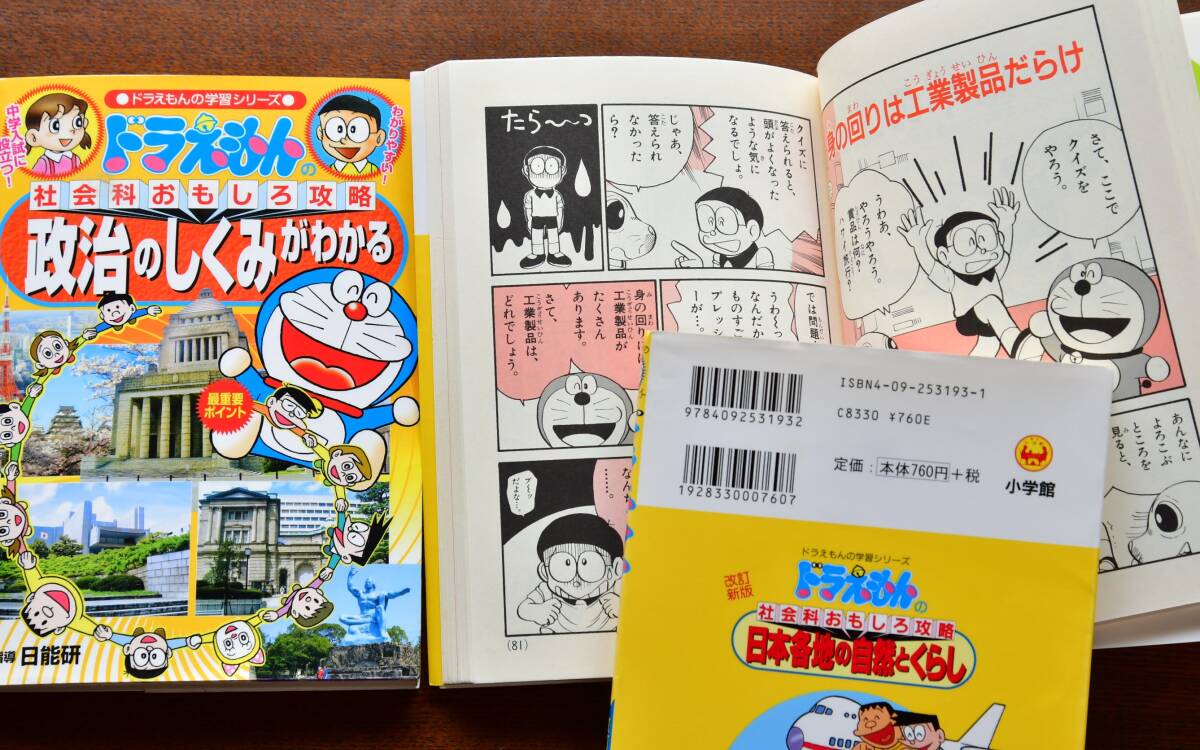 ●ドラえもんの学習シリーズ●
中学入試に
役立つ!
わかりやすい!
ドラえもんの
社会科おもしろ攻略
政治のしくみがわかる
最重要
ポイント
指導 日能研
クイズに
答えられると、
頭がよくなった
ような気に
なるでしょ。
じゃあ、
答えられ
なかった
ら?
たら〜〜っ
では問題
うわ〜っ
なんだか
ものすご
プレッシ
ーが…。
身の回りに
工業製品が
たくさん
あります。
さて、
工業製品は、
どれでしょう。
なんだ
……。
(81)
身の回りは工業製品だらけ
さて、ここで
クイズを
やろう。
うわあ、
やろうやろう。
賞品は何?
ハワイ旅行?
あんなに
よろこぶ
ところを
見ると、
9784092531932
ISBN4-09-253193-1
C8330 ¥760E
1928330007607
定価:本体760円+税
小学館
ドラえもんの学習シリーズ
改訂
新版
ドラえもんの
社会科おもしろ攻略
日本各地の自然とくらし